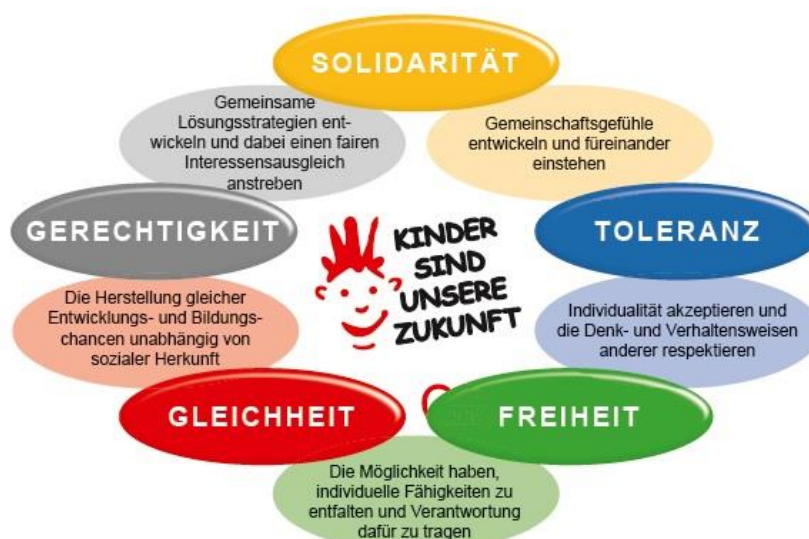 SOLIDARITÄT
Gemeinsame
Lösungsstrategien ent-
wickeln und dabei einen fairen
Interessensausgleich
anstreben
Gemeinschaftsgefühle
entwickeln und füreinander
einstehen
GERECHTIGKEIT
KINDER
SIND
UNSERE
ZUKUNFT
TOLERANZ
Die Herstellung gleicher
Entwicklungs- und Bildungs-
chancen unabhängig von
sozialer Herkunft
Individualität akzeptieren und
die Denk- und Verhaltensweisen
anderer respektieren
GLEICHHEIT
FREIHEIT
Die Möglichkeit haben,
individuelle Fähigkeiten zu
entfalten und Verantwortung
dafür zu tragen